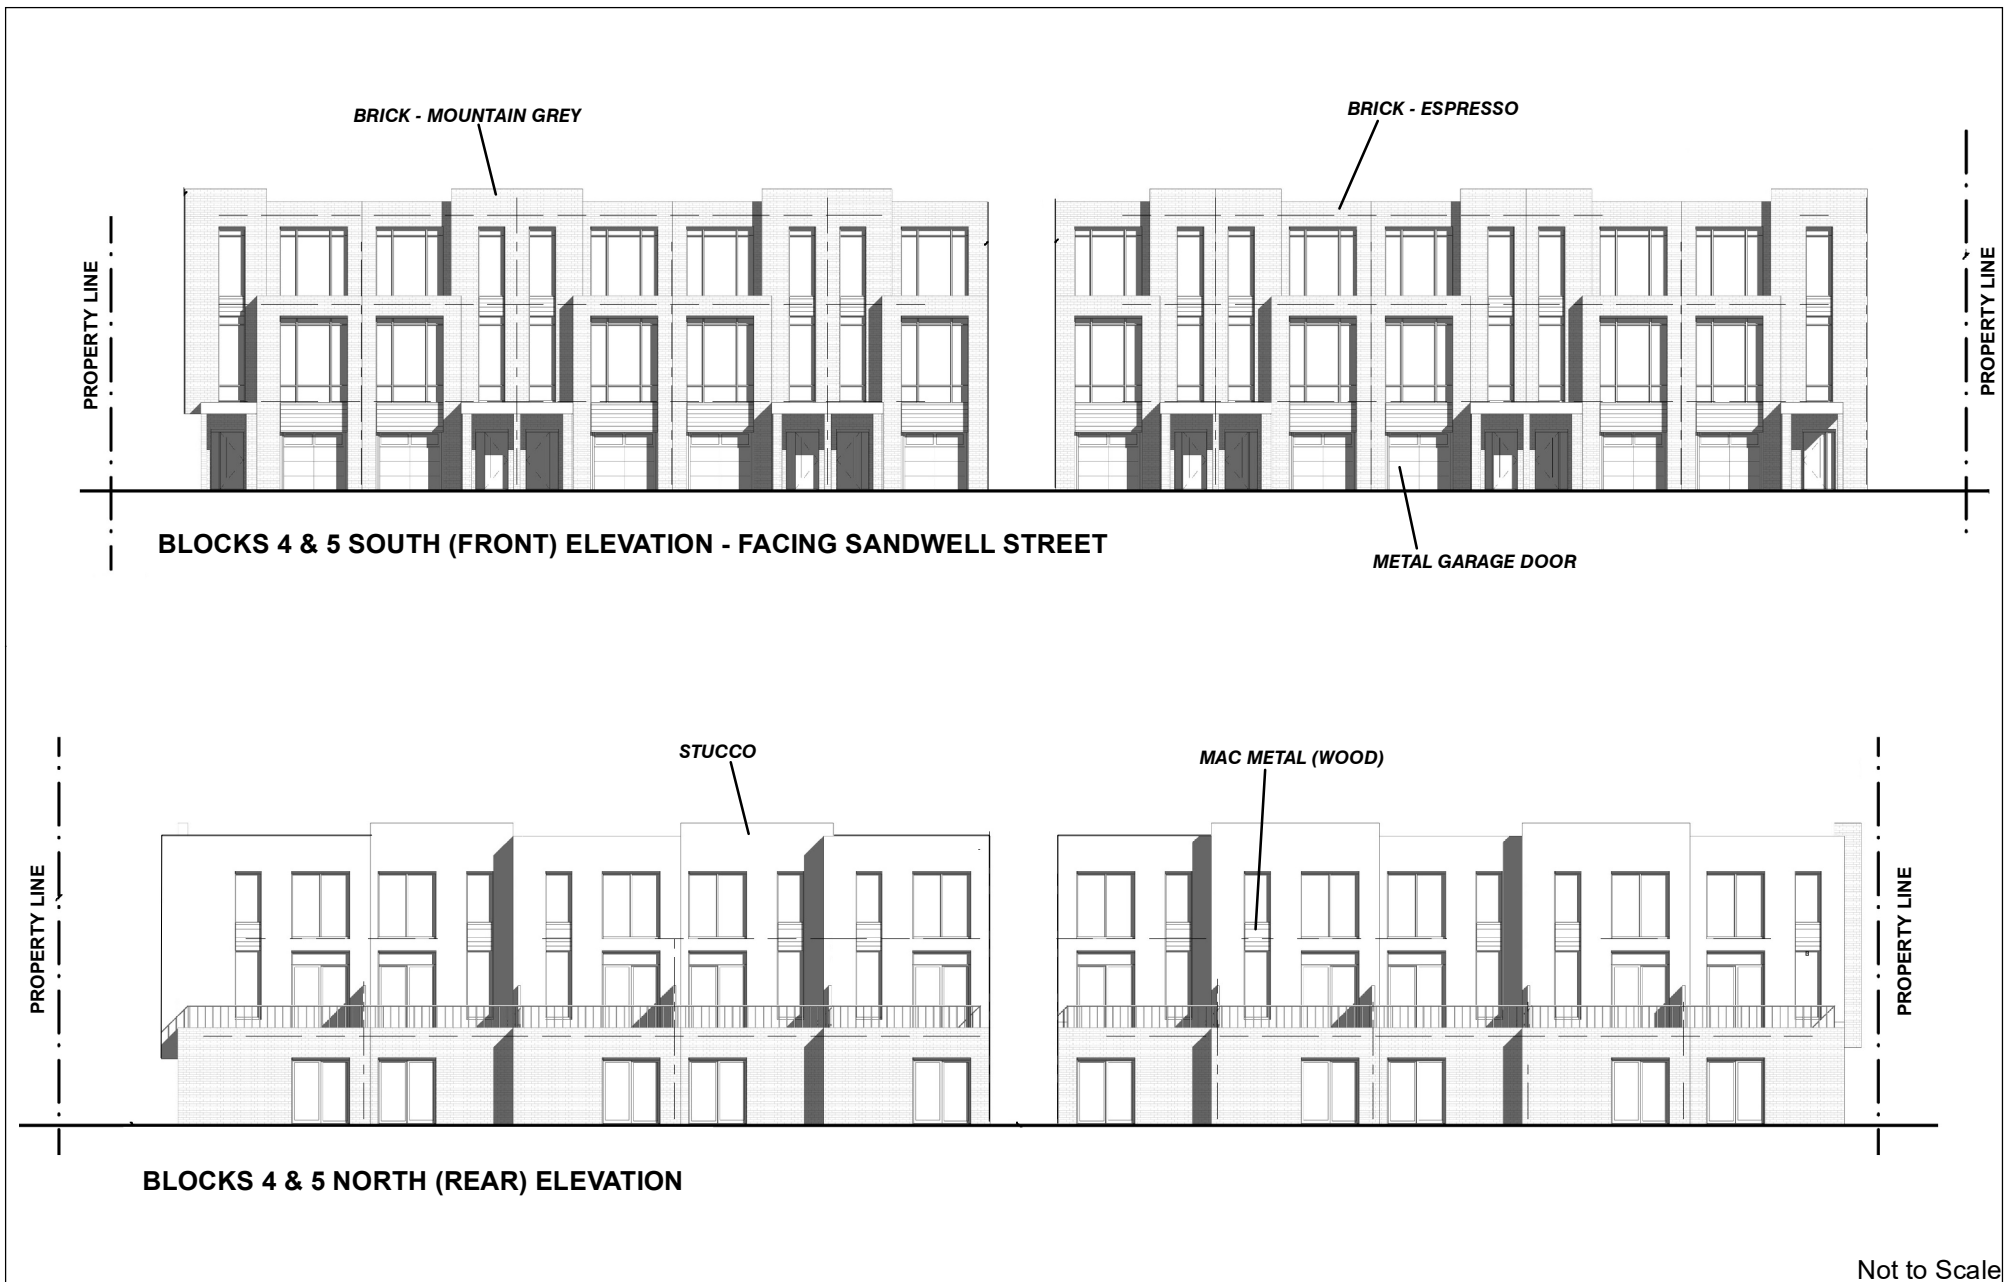 BRICK - MOUNTAIN GREY
BRICK - ESPRESSO
PROPERTY LINE
PROPERTY LINE
BLOCKS 4 & 5 SOUTH (FRONT) ELEVATION - FACING SANDWELL STREET
METAL GARAGE DOOR
STUCCO
MAC METAL (WOOD)
PROPERTY LINE
PROPERTY LINE
BLOCKS 4 & 5 NORTH (REAR) ELEVATION
Not to Scale